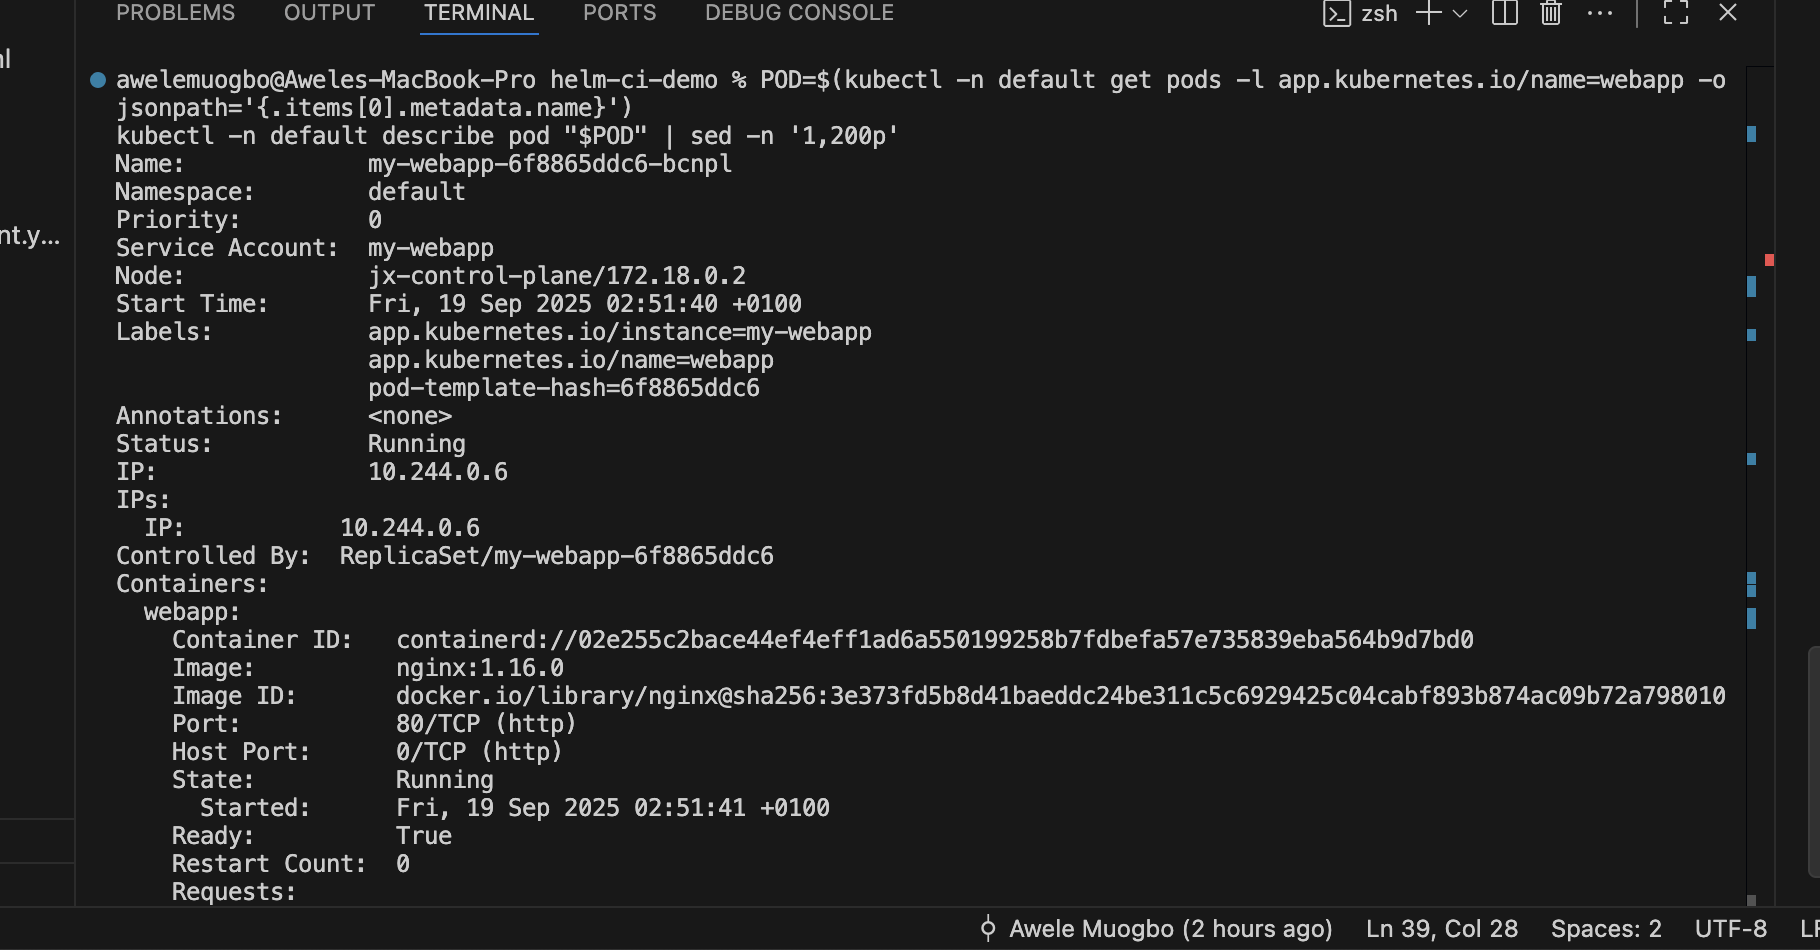 PROBLEMS OUTPUT TERMINAL PORTS DEBUG CONSOLE zsh
nt.y...
awelemuogbo@Aweles-MacBook-Pro helm-ci-demo % POD=$(kubectl -n default get pods -l app.kubernetes.io/name=webapp -o
jsonpath='{.items[0].metadata.name}')
kubectl -n default describe pod "$POD" | sed -n '1,200p'
Name: my-webapp-6f8865ddc6-bcnpl
Namespace: default
Priority: 0
Service Account: my-webapp
Node: jx-control-plane/172.18.0.2
Start Time: Fri, 19 Sep 2025 02:51:40 +0100
Labels: app.kubernetes.io/instance=my-webapp
app.kubernetes.io/name=webapp
pod-template-hash=6f8865ddc6
Annotations: <none>
Status: Running
IP: 10.244.0.6
IPs:
IP: 10.244.0.6
Controlled By: ReplicaSet/my-webapp-6f8865ddc6
Containers:
webapp:
Container ID: containerd://02e255c2bace44ef4eff1ad6a550199258b7fdbefa57e735839eba564b9d7bd0
Image: nginx:1.16.0
Image ID: docker.io/library/nginx@sha256:3e373fd5b8d41baeddc24be311c5c6929425c04cabf893b874ac09b72a798010
Port: 80/TCP (http)
Host Port: 0/TCP (http)
State: Running
Started: Fri, 19 Sep 2025 02:51:41 +0100
Ready: True
Restart Count: 0
Requests:
Awele Muogbo (2 hours ago) Ln 39, Col 28 Spaces: 2 UTF-8